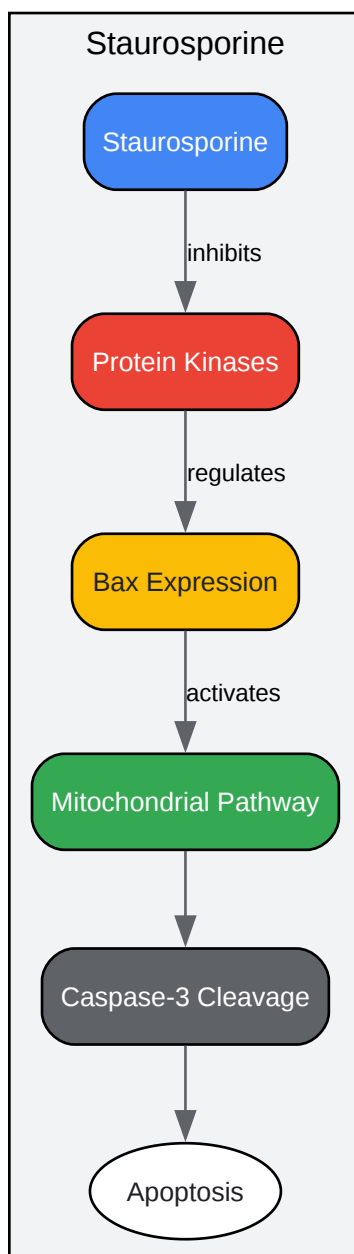 Staurosporine
Staurosporine
inhibits
Protein Kinases
regulates
Bax Expression
activates
Mitochondrial Pathway
Caspase-3 Cleavage
Apoptosis